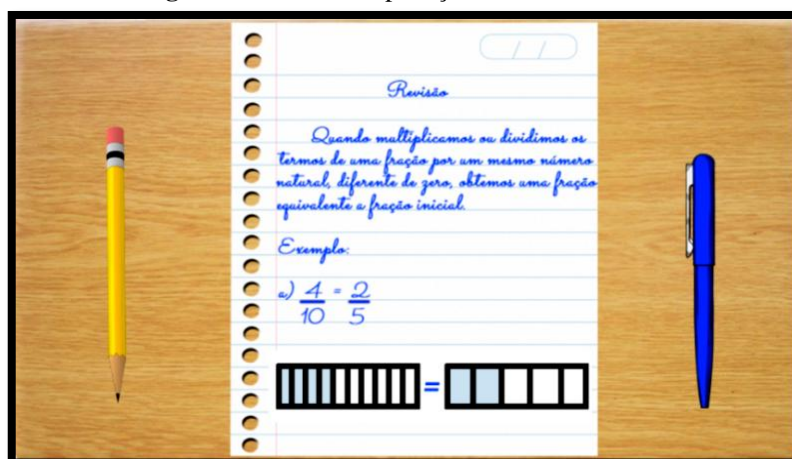 / /
Revisão
Quando multiplicamos ou dividimos os
termos de uma fração por um mesmo número
natural, diferente de zero, obtemos uma fração
equivalente a fração inicial.
Exemplo:
a) 4/10 = 2/5
=